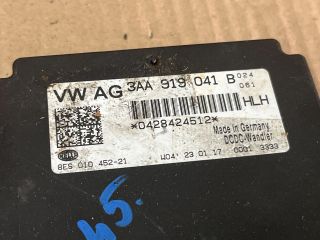 VW AG 3AA 919 041 B 024
061
HLH
*0428424512*
Made in Germany
DCDC-Wandler
8ES 010 452-21 W04' 23 01 17 0001 3333
45.